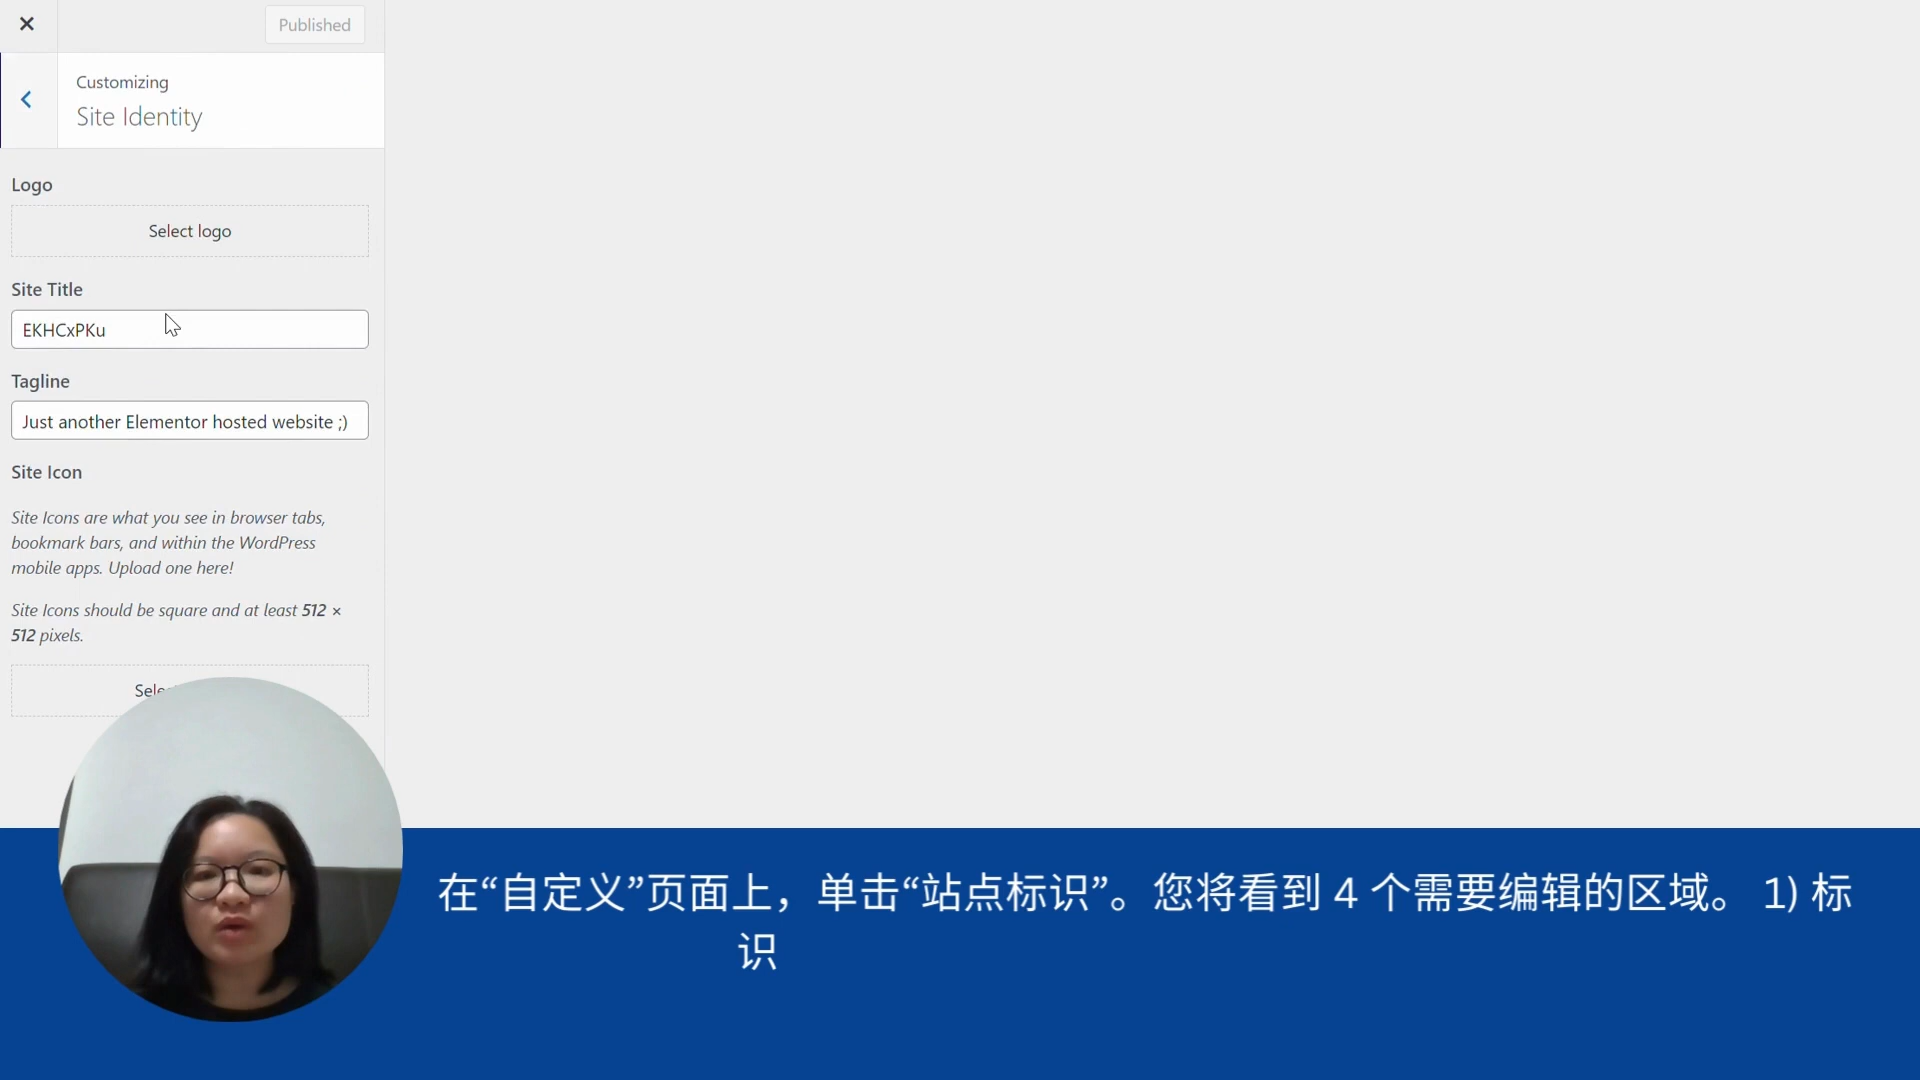 Published
Customizing
Site Identity
Logo
Select logo
Site Title
EKHCxPKu
Tagline
Just another Elementor hosted website ;)
Site Icon
Site Icons are what you see in browser tabs,
bookmark bars, and within the WordPress
mobile apps. Upload one here!
Site Icons should be square and at least 512 ×
512 pixels.
在“自定义”页面上，单击“站点标识”。您将看到 4 个需要编辑的区域。 1) 标
识